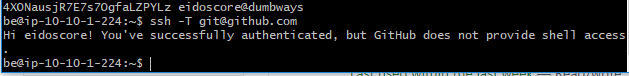 4XONausjR7E7s7OgfaLZPYLz eidoscore@dumbways
be@ip-10-10-1-224:~$ ssh -T git@github.com
Hi eidoscore! You've successfully authenticated, but GitHub does not provide shell access
.
be@ip-10-10-1-224:~$